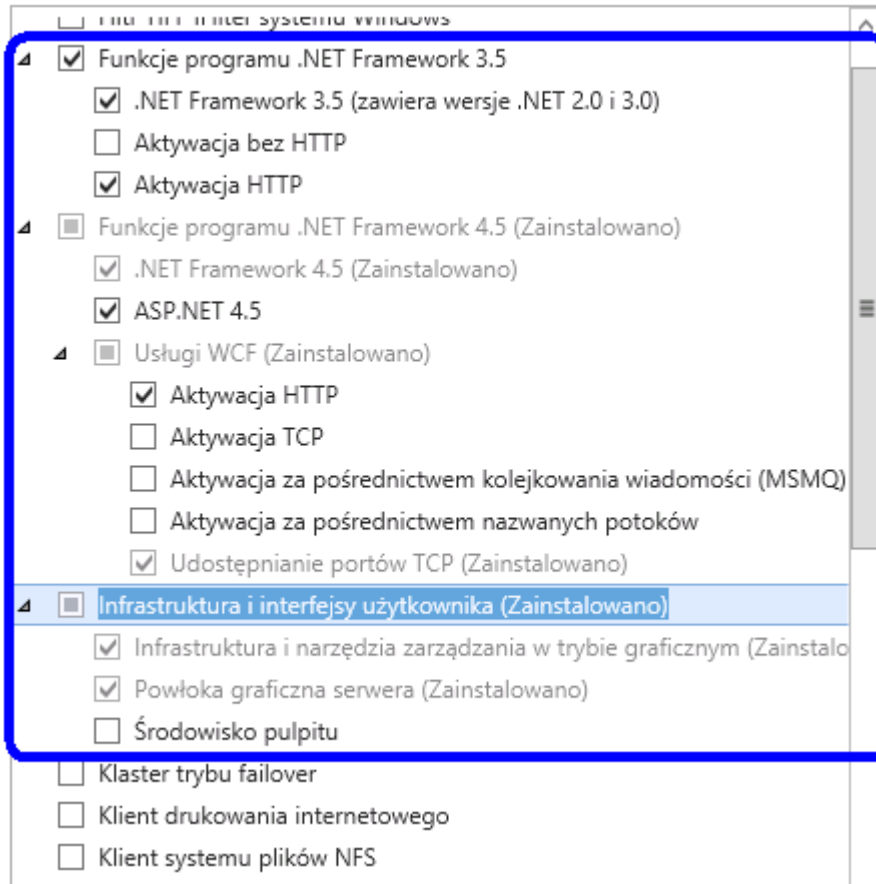 systemu Windows
Funkcje programu .NET Framework 3.5
.NET Framework 3.5 (zawiera wersje .NET 2.0 i 3.0)
Aktywacja bez HTTP
Aktywacja HTTP
Funkcje programu .NET Framework 4.5 (Zainstalowano)
.NET Framework 4.5 (Zainstalowano)
ASP.NET 4.5
Usługi WCF (Zainstalowano)
Aktywacja HTTP
Aktywacja TCP
Aktywacja za pośrednictwem kolejkowania wiadomości (MSMQ)
Aktywacja za pośrednictwem nazwanych potoków
Udostępnianie portów TCP (Zainstalowano)
Infrastruktura i interfejsy użytkownika (Zainstalowano)
Infrastruktura i narzędzia zarządzania w trybie graficznym (Zainstalo
Powłoka graficzna serwera (Zainstalowano)
Środowisko pulpitu
Klaster trybu failover
Klient drukowania internetowego
Klient systemu plików NFS